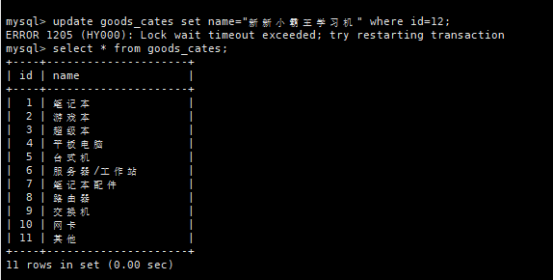 mysql> update goods_cates set name="新新小霸王学习机" where id=12;
ERROR 1205 (HY000): Lock wait timeout exceeded; try restarting transaction
mysql> select * from goods_cates;
+----+---------------------+
| id | name                |
+----+---------------------+
|  1 | 笔记本              |
|  2 | 游戏本              |
|  3 | 超级本              |
|  4 | 平板电脑            |
|  5 | 台式机              |
|  6 | 服务器/工作站       |
|  7 | 笔记本配件          |
|  8 | 路由器              |
|  9 | 交换机              |
| 10 | 网卡                |
| 11 | 其他                |
+----+---------------------+
11 rows in set (0.00 sec)